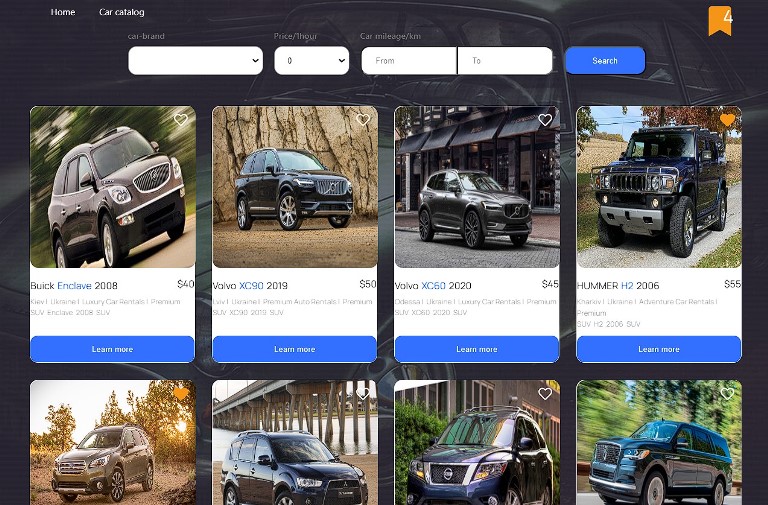 Home
Car catalog
4
car-brand
Price/1hour
Car mileage/km
0
From
To
Search
Buick Enclave 2008
$40
Kiev | Ukraine | Luxury Car Rentals | Premium
SUV Enclave 2008 SUV
Learn more
Volvo XC90 2019
$50
Lviv | Ukraine | Premium Auto Rentals | Premium
SUV XC90 2019 SUV
Learn more
Volvo XC60 2020
$45
Odessa | Ukraine | Luxury Car Rentals | Premium
SUV XC60 2020 SUV
Learn more
HUMMER H2 2006
$55
Kharkiv | Ukraine | Adventure Car Rentals |
Premium
SUV H2 2006 SUV
Learn more